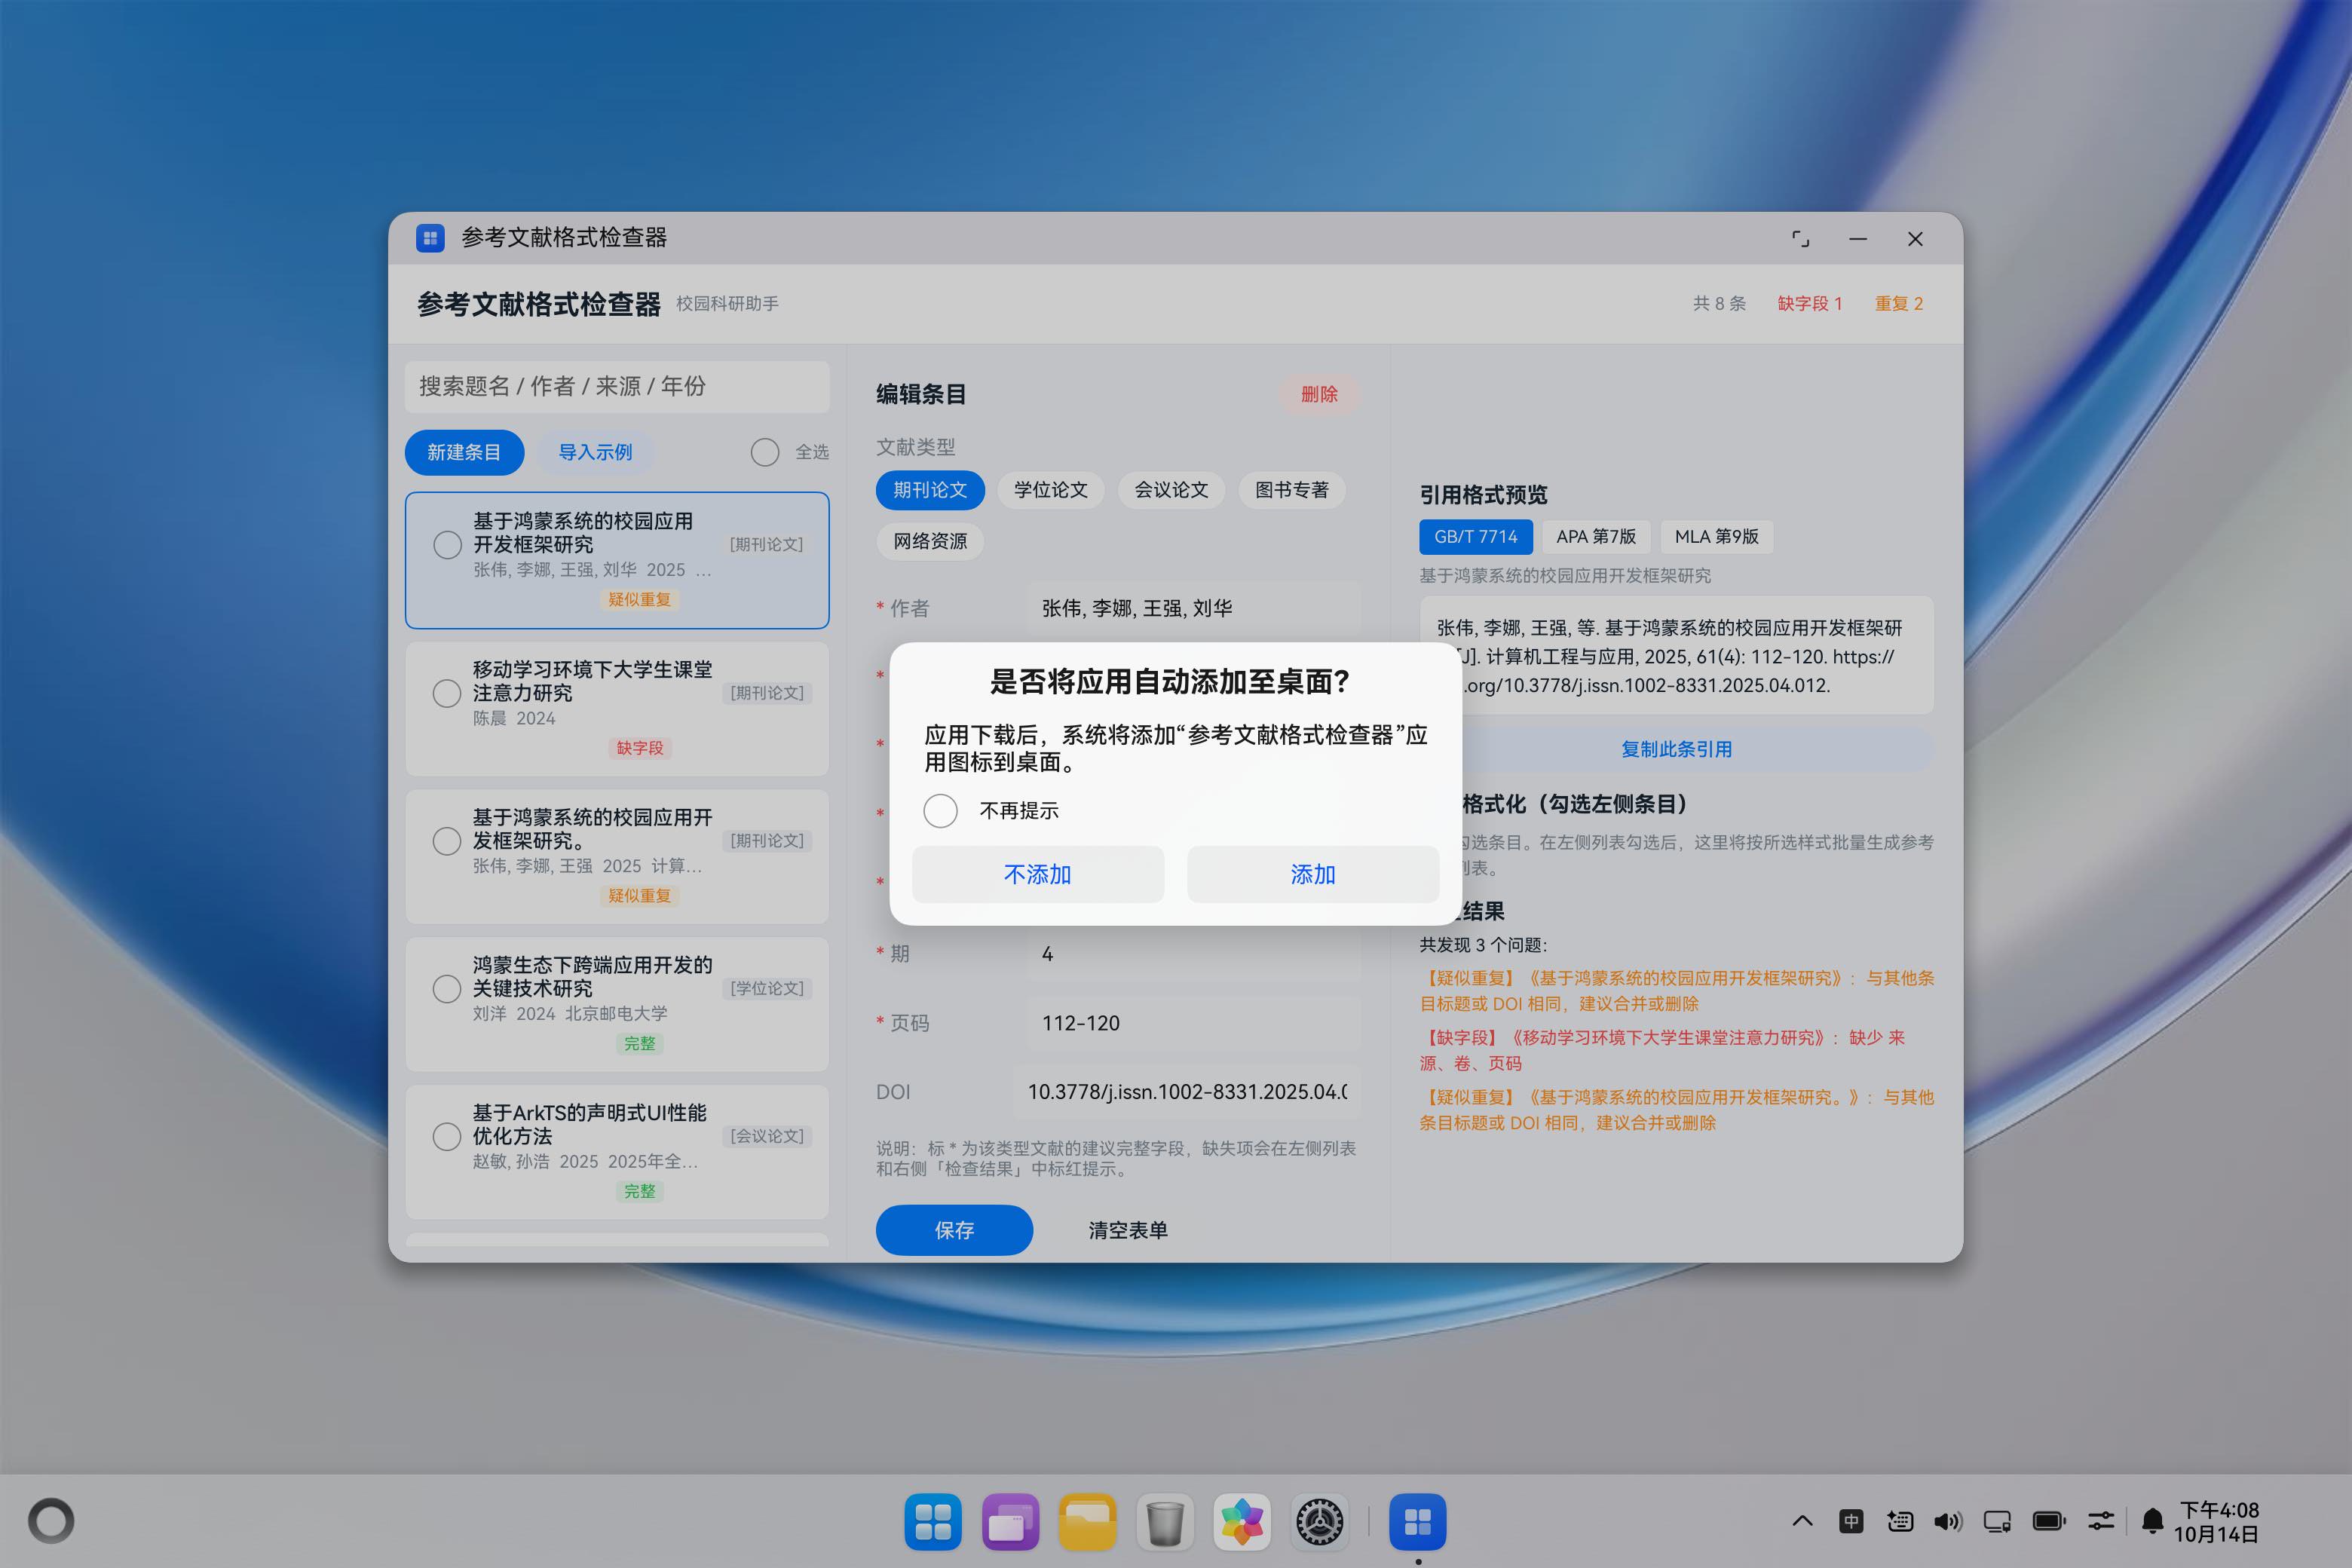 参考文献格式检查器
参考文献格式检查器 校园科研助手
共 8 条 缺字段 1 重复 2
搜索题名 / 作者 / 来源 / 年份
新建条目 导入示例 全选
基于鸿蒙系统的校园应用
开发框架研究
[期刊论文]
张伟, 李娜, 王强, 刘华 2025 …
疑似重复
移动学习环境下大学生课堂
注意力研究
[期刊论文]
陈晨 2024
缺字段
基于鸿蒙系统的校园应用开
发框架研究。
[期刊论文]
张伟, 李娜, 王强 2025 计算…
疑似重复
鸿蒙生态下跨端应用开发的
关键技术研究
[学位论文]
刘洋 2024 北京邮电大学
完整
基于ArkTS的声明式UI性能
优化方法
[会议论文]
赵敏, 孙浩 2025 2025年全…
完整
编辑条目 删除
文献类型
期刊论文 学位论文 会议论文 图书专著
网络资源
* 作者 张伟, 李娜, 王强, 刘华
*
*
*
*
* 期 4
* 页码 112-120
DOI 10.3778/j.issn.1002-8331.2025.04.0
说明：标 * 为该类型文献的建议完整字段，缺失项会在左侧列表
和右侧「检查结果」中标红提示。
保存 清空表单
引用格式预览
GB/T 7714 APA 第7版 MLA 第9版
基于鸿蒙系统的校园应用开发框架研究
张伟, 李娜, 王强, 等. 基于鸿蒙系统的校园应用开发框架研
J]. 计算机工程与应用, 2025, 61(4): 112-120. https://
.org/10.3778/j.issn.1002-8331.2025.04.012.
复制此条引用
格式化（勾选左侧条目）
勾选条目。在左侧列表勾选后，这里将按所选样式批量生成参考
列表。
结果
共发现 3 个问题：
【疑似重复】《基于鸿蒙系统的校园应用开发框架研究》：与其他条
目标题或 DOI 相同，建议合并或删除
【缺字段】《移动学习环境下大学生课堂注意力研究》：缺少 来
源、卷、页码
【疑似重复】《基于鸿蒙系统的校园应用开发框架研究。》：与其他
条目标题或 DOI 相同，建议合并或删除
是否将应用自动添加至桌面？
应用下载后，系统将添加“参考文献格式检查器”应
用图标到桌面。
不再提示
不添加 添加
中
下午4:08
10月14日